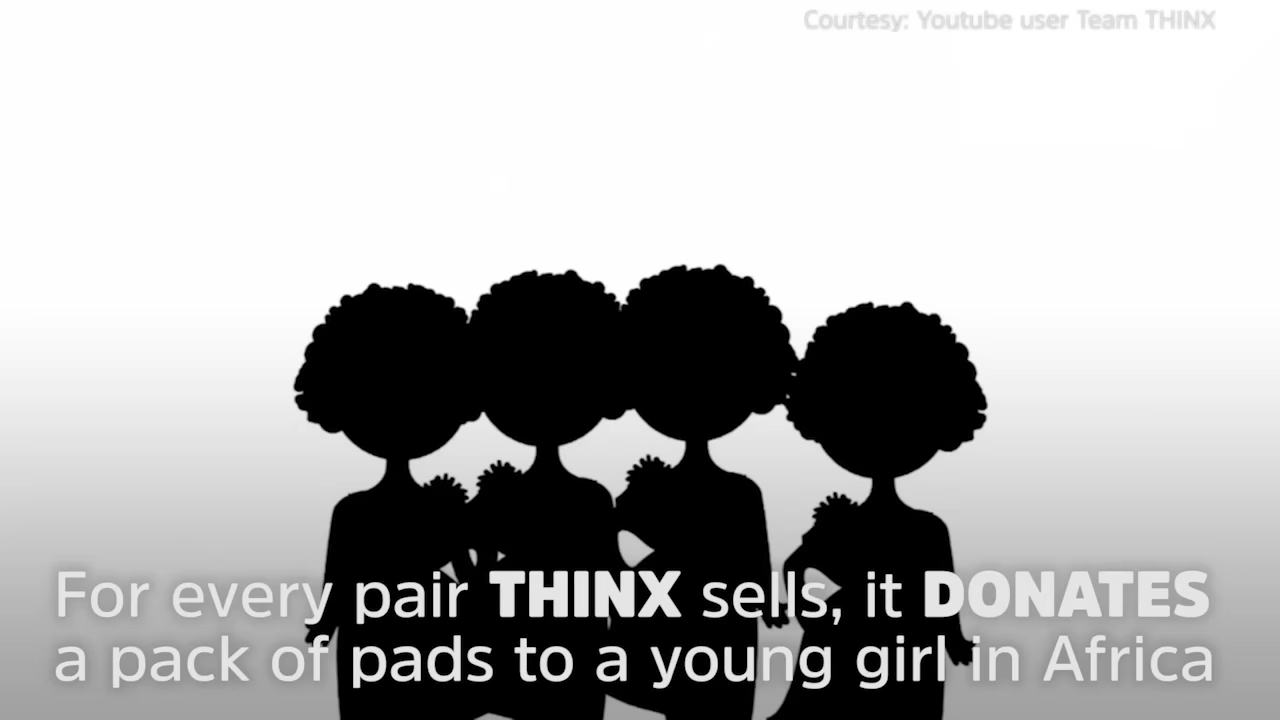 Courtesy: Youtube user Team THINX
For every pair THINX sells, it DONATES
a pack of pads to a young girl in Africa